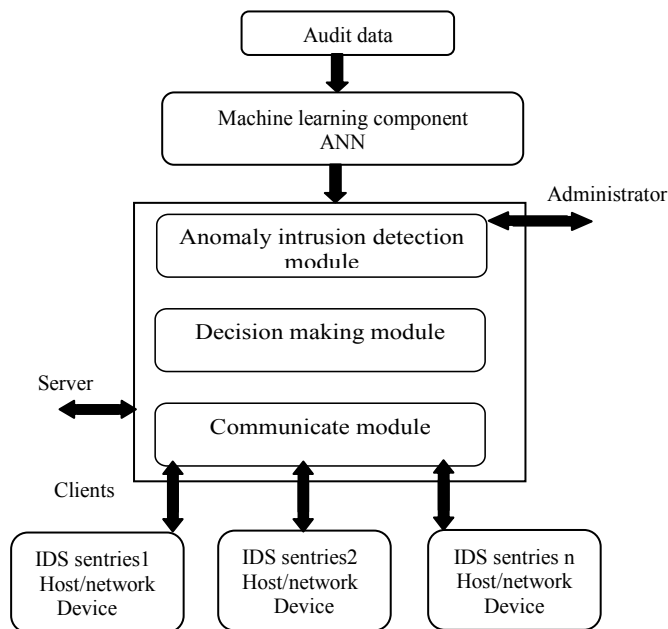 Audit data
Machine learning component
ANN
Administrator
Anomaly intrusion detection
module
Decision making module
Server
Communicate module
Clients
IDS sentries1
Host/network
Device
IDS sentries2
Host/network
Device
IDS sentries n
Host/network
Device